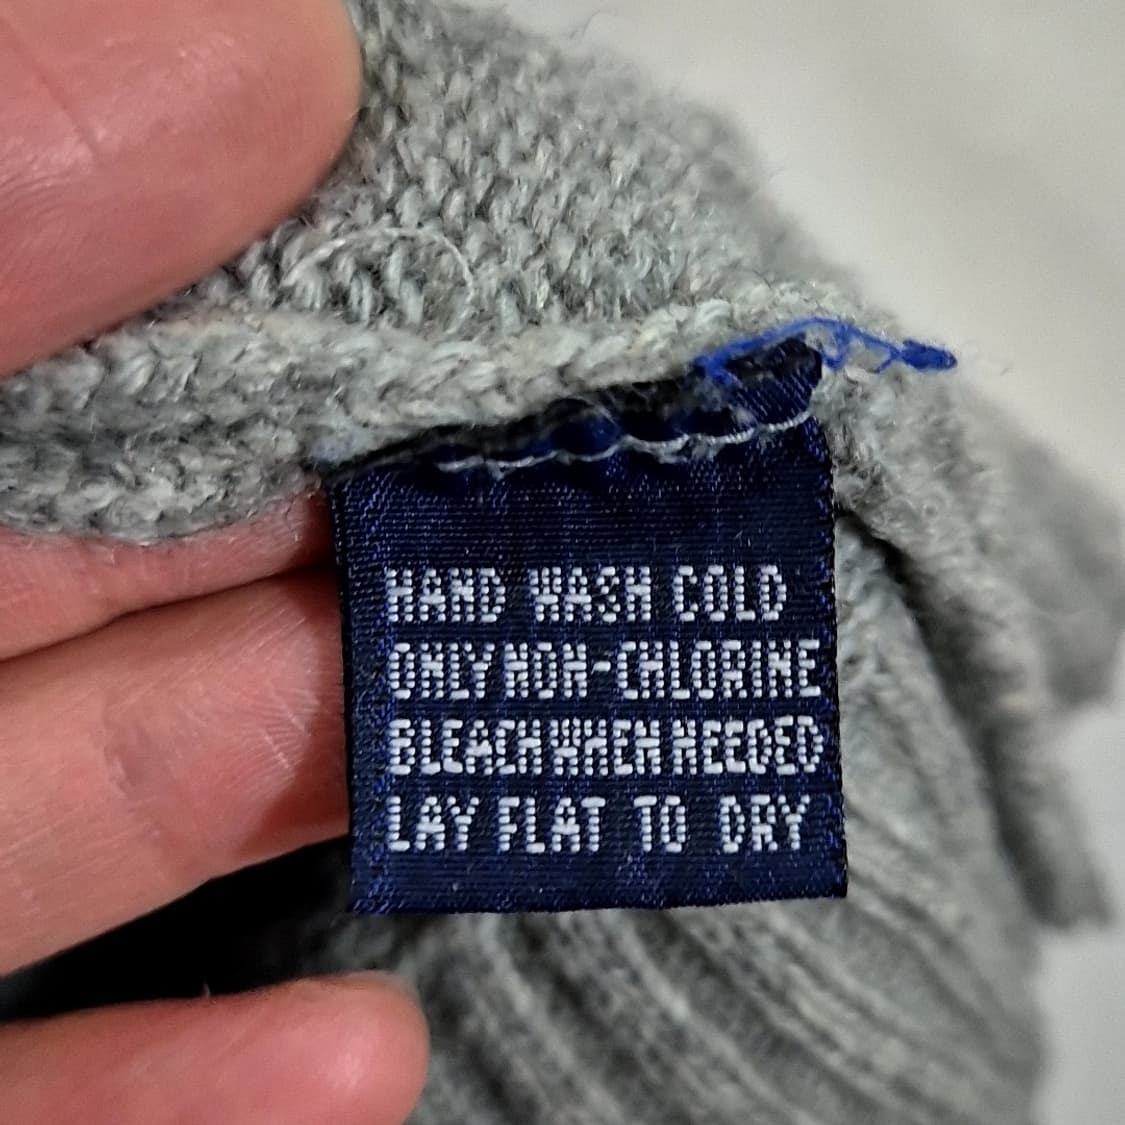 HAND WASH COLD
ONLY NON-CHLORINE
BLEACH WHEN NEEDED
LAY FLAT TO DRY